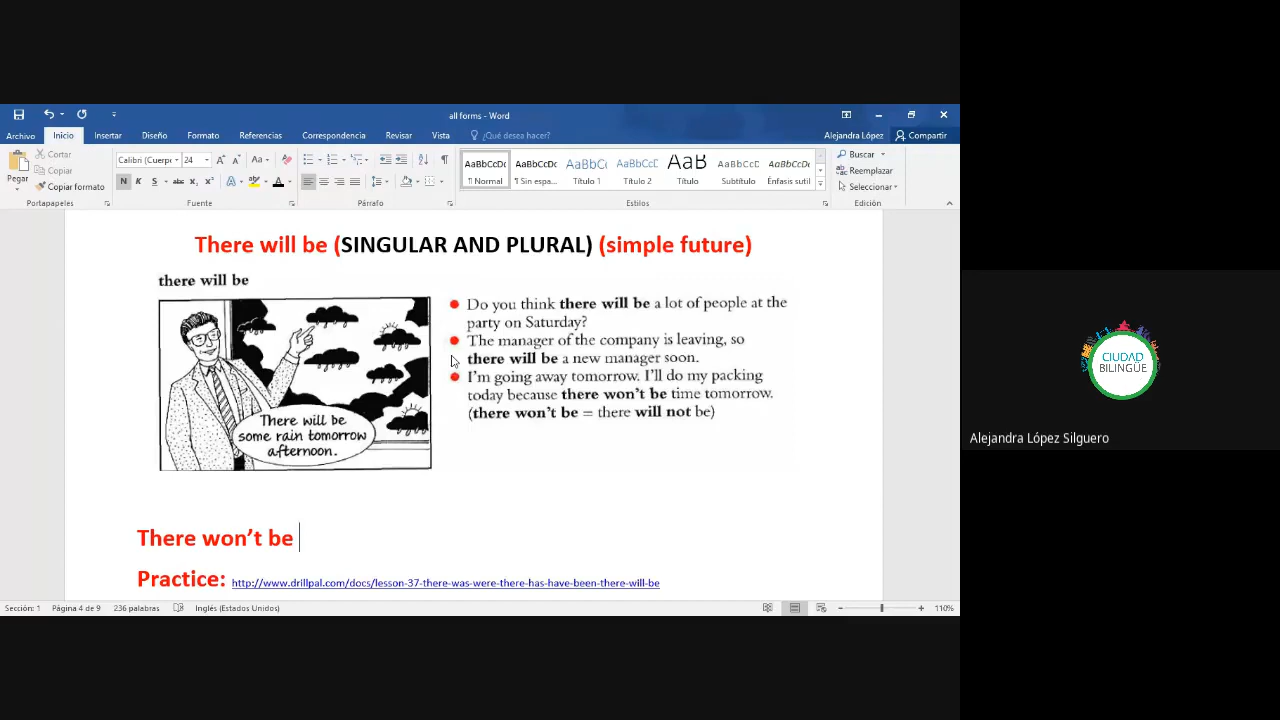 all forms - Word
Archivo Inicio Insertar Diseño Formato Referencias Correspondencia Revisar Vista ¿Qué desea hacer? Alejandra López Compartir
Pegar
Cortar
Copiar
Copiar formato
Portapapeles
Calibri (Cuerp 24
N K S abc x₂ x²
Fuente
Párrafo
AaBbCcDc AaBbCcDc AaBbCc AaBbCcD AaB AaBbCcD AaBbCcDc
¶ Normal ¶ Sin espa... Título 1 Título 2 Título Subtítulo Énfasis sutil
Estilos
Buscar
Reemplazar
Seleccionar
Edición
There will be (SINGULAR AND PLURAL) (simple future)
there will be
There will be
some rain tomorrow
afternoon.
Do you think there will be a lot of people at the
party on Saturday?
The manager of the company is leaving, so
there will be a new manager soon.
I'm going away tomorrow. I'll do my packing
today because there won't be time tomorrow.
(there won't be = there will not be)
There won't be
Practice: http://www.drillpal.com/docs/lesson-37-there-was-were-there-has-have-been-there-will-be
Sección: 1 Página 4 de 9 236 palabras Inglés (Estados Unidos) 110%
CIUDAD
BILINGÜE
Alejandra López Silguero